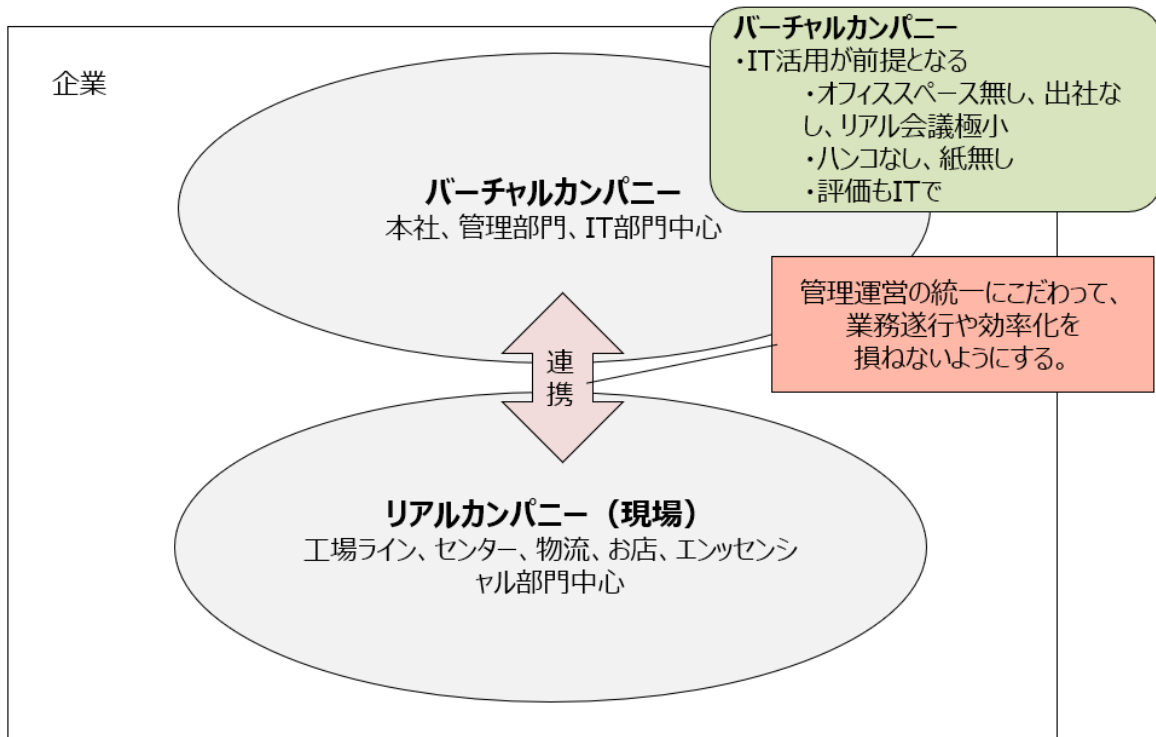 企業
バーチャルカンパニー
・IT活用が前提となる
・オフィススペース無し、出社な
し、リアル会議極小
・ハンコなし、紙無し
・評価もITで
バーチャルカンパニー
本社、管理部門、IT部門中心
管理運営の統一にこだわって、
業務遂行や効率化を
損ねないようにする。
連
携
リアルカンパニー（現場）
工場ライン、センター、物流、お店、エンッセンシ
ャル部門中心